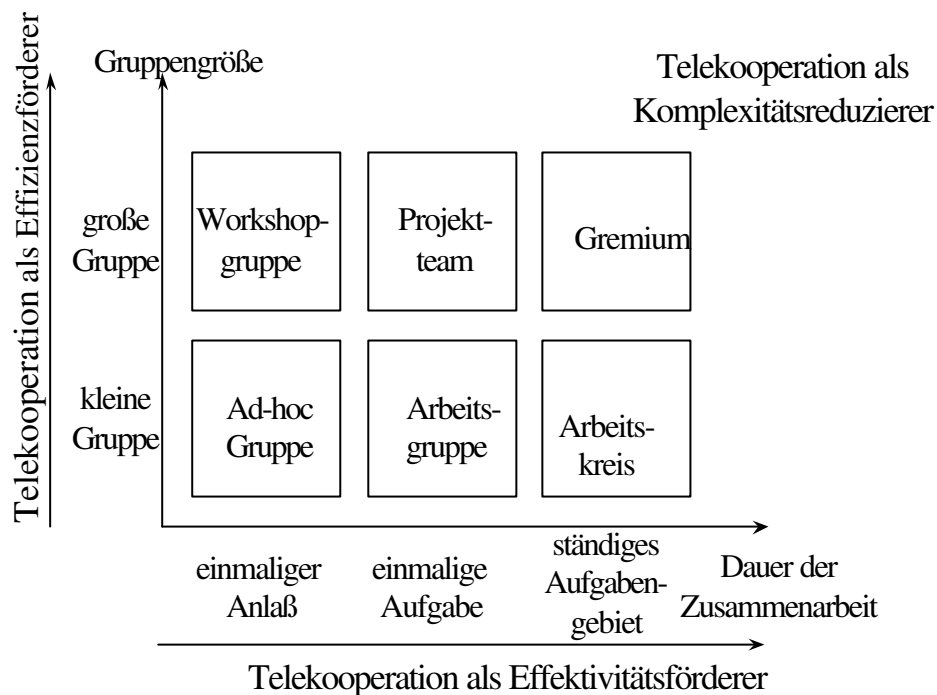 Telekooperation als Effizienzförderer
Gruppengröße
Telekooperation als
Komplexitätsreduzierer
große
Gruppe
Workshop-
gruppe
Projekt-
team
Gremium
kleine
Gruppe
Ad-hoc
Gruppe
Arbeits-
gruppe
Arbeits-
kreis
einmaliger
Anlaß
einmalige
Aufgabe
ständiges
Aufgaben-
gebiet
Dauer der
Zusammenarbeit
Telekooperation als Effektivitätsförderer